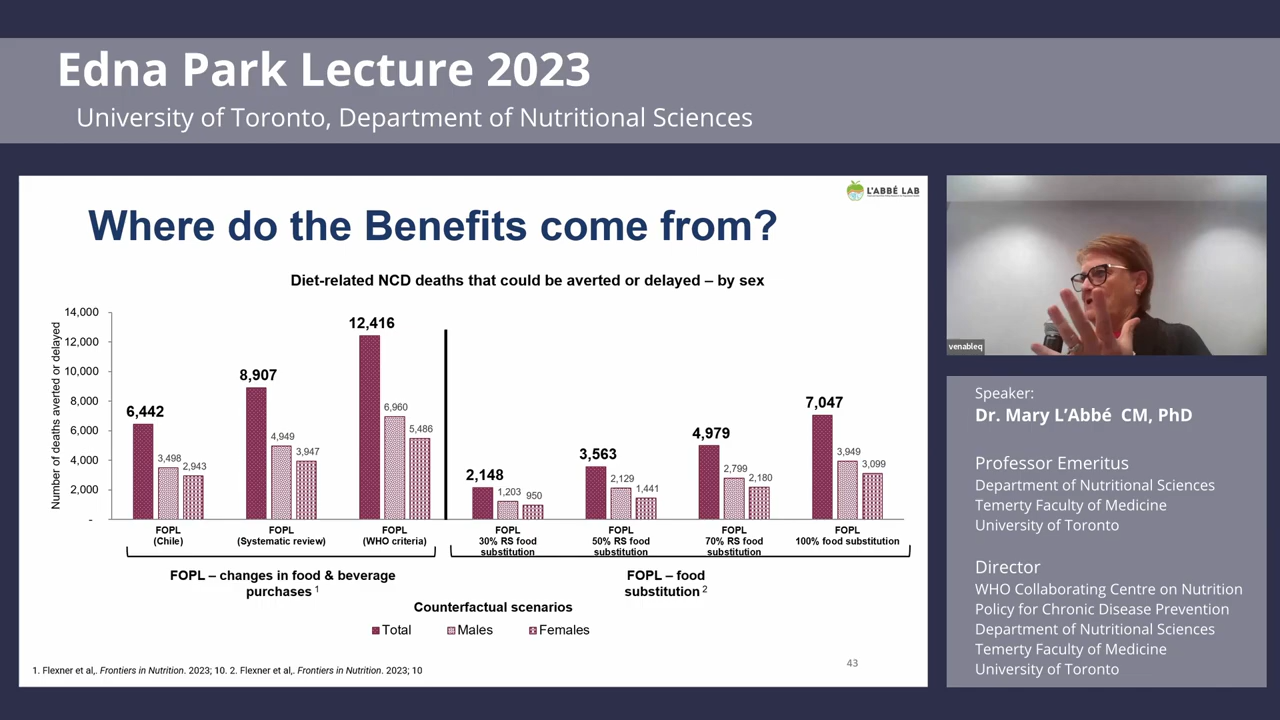 Edna Park Lecture 2023
University of Toronto, Department of Nutritional Sciences
L'ABBÉ LAB
Where do the Benefits come from?
Diet-related NCD deaths that could be averted or delayed – by sex
Number of deaths averted or delayed
14,000
12,000
10,000
8,000
6,000
4,000
2,000
-
6,442
3,498
2,943
8,907
4,949
3,947
12,416
6,960
5,486
2,148
1,203
950
3,563
2,129
1,441
4,979
2,799
2,180
7,047
3,949
3,099
FOPL
(Chile)
FOPL
(Systematic review)
FOPL
(WHO criteria)
FOPL
30% RS food
substitution
FOPL
50% RS food
substitution
FOPL
70% RS food
substitution
FOPL
100% food substitution
FOPL – changes in food & beverage
purchases 1
FOPL – food
substitution 2
Counterfactual scenarios
Total
Males
Females
1. Flexner et al,. Frontiers in Nutrition. 2023; 10. 2. Flexner et al,. Frontiers in Nutrition. 2023; 10
43
venableq
Speaker:
Dr. Mary L'Abbé CM, PhD
Professor Emeritus
Department of Nutritional Sciences
Temerty Faculty of Medicine
University of Toronto
Director
WHO Collaborating Centre on Nutrition
Policy for Chronic Disease Prevention
Department of Nutritional Sciences
Temerty Faculty of Medicine
University of Toronto